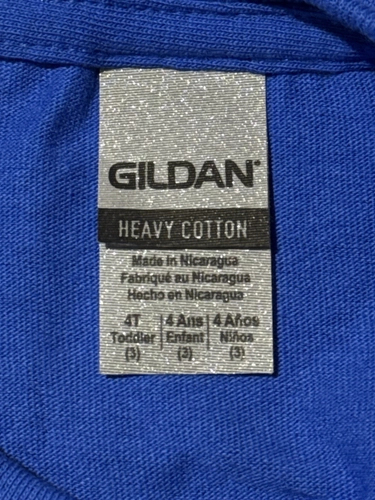 GILDAN®
HEAVY COTTON
Made in Nicaragua
Fabriqué au Nicaragua
Hecho en Nicaragua
4T 4 Ans 4 Años
Toddler Enfant Niños
(3) (3) (3)